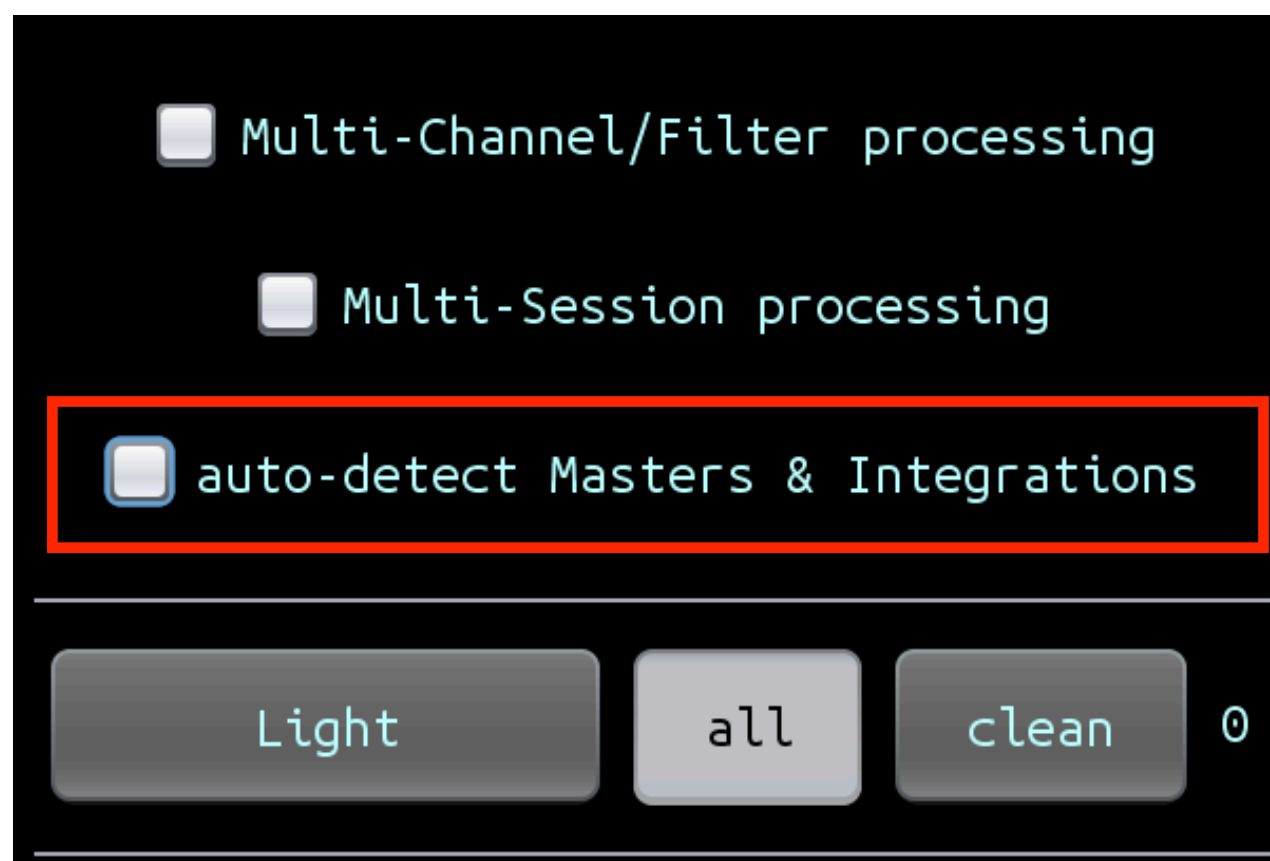 Multi-Channel/Filter processing
Multi-Session processing
auto-detect Masters & Integrations
Light all clean 0